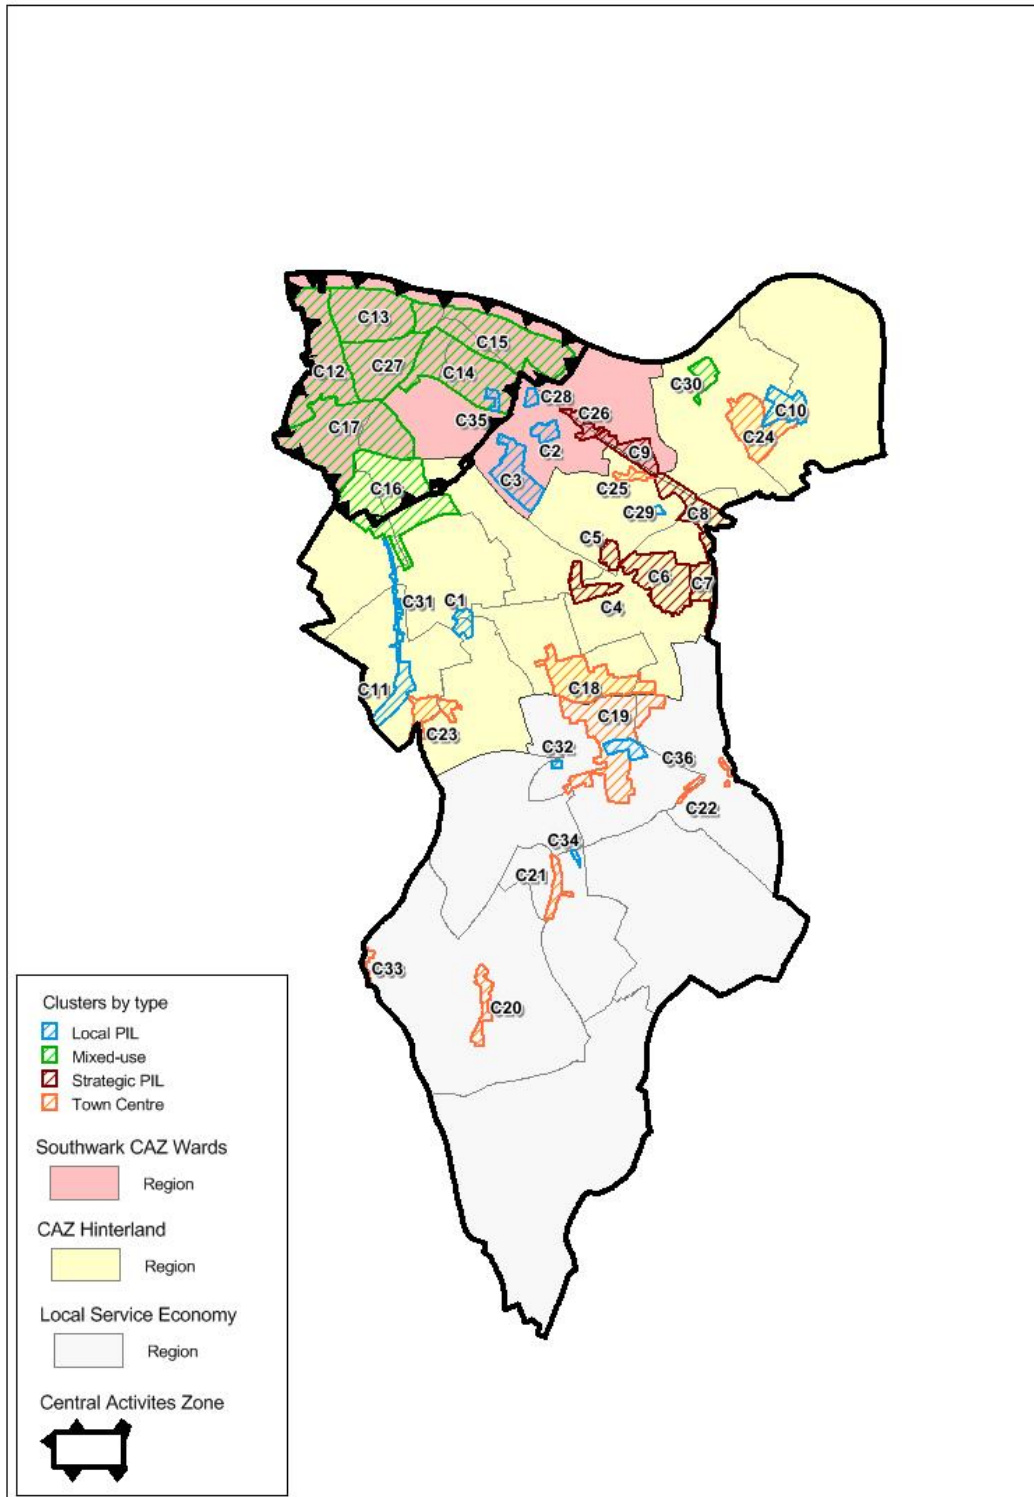 C13
C15
C12
C27
C14
C30
C10
C28
C26
C24
C35
C17
C2
C9
C3
C25
C16
C29
C8
C5
C6
C7
C31
C1
C4
C11
C18
C19
C23
C32
C36
C22
C34
C21
C33
C20
Clusters by type
Local PIL
Mixed-use
Strategic PIL
Town Centre
Southwark CAZ Wards
Region
CAZ Hinterland
Region
Local Service Economy
Region
Central Activites Zone